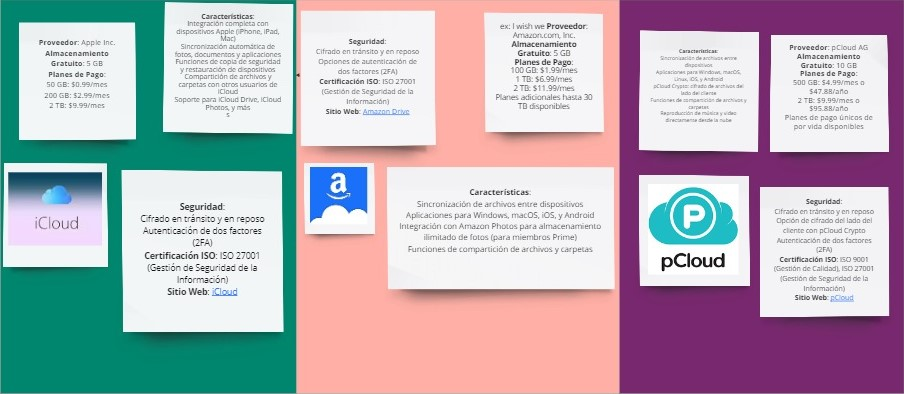 Proveedor: Apple Inc.
Almacenamiento
Gratuito: 5 GB
Planes de Pago:
50 GB: $0.99/mes
200 GB: $2.99/mes
2 TB: $9.99/mes
Características:
Integración completa con
dispositivos Apple (iPhone, iPad,
Mac)
Sincronización automática de
fotos, documentos y aplicaciones
Funciones de copia de seguridad
y restauración de dispositivos
Compartición de archivos y
carpetas con otros usuarios de
iCloud
Soporte para iCloud Drive, iCloud
Photos, y más
s
iCloud
Seguridad:
Cifrado en tránsito y en reposo
Autenticación de dos factores
(2FA)
Certificación ISO: ISO 27001
(Gestión de Seguridad de la
Información)
Sitio Web: iCloud
Seguridad:
Cifrado en tránsito y en reposo
Opciones de autenticación de
dos factores (2FA)
Certificación ISO: ISO 27001
(Gestión de Seguridad de la
Información)
Sitio Web: Amazon Drive
ex: I wish we Proveedor:
Amazon.com, Inc.
Almacenamiento
Gratuito: 5 GB
Planes de Pago:
100 GB: $1.99/mes
1 TB: $6.99/mes
2 TB: $11.99/mes
Planes adicionales hasta 30
TB disponibles
a
Características:
Sincronización de archivos entre dispositivos
Aplicaciones para Windows, macOS, iOS, y Android
Integración con Amazon Photos para almacenamiento
ilimitado de fotos (para miembros Prime)
Funciones de compartición de archivos y carpetas
Características:
Sincronización de archivos entre
dispositivos
Aplicaciones para Windows, macOS,
Linux, iOS, y Android
pCloud Crypto: cifrado de archivos del
lado del cliente
Funciones de compartición de archivos y
carpetas
Reproducción de música y video
directamente desde la nube
Proveedor: pCloud AG
Almacenamiento
Gratuito: 10 GB
Planes de Pago:
500 GB: $4.99/mes o
$47.88/año
2 TB: $9.99/mes o
$95.88/año
Planes de pago únicos de
por vida disponibles
P
pCloud
Seguridad:
Cifrado en tránsito y en reposo
Opción de cifrado del lado del
cliente con pCloud Crypto
Autenticación de dos factores
(2FA)
Certificación ISO: ISO 9001
(Gestión de Calidad), ISO 27001
(Gestión de Seguridad de la
Información)
Sitio Web: pCloud